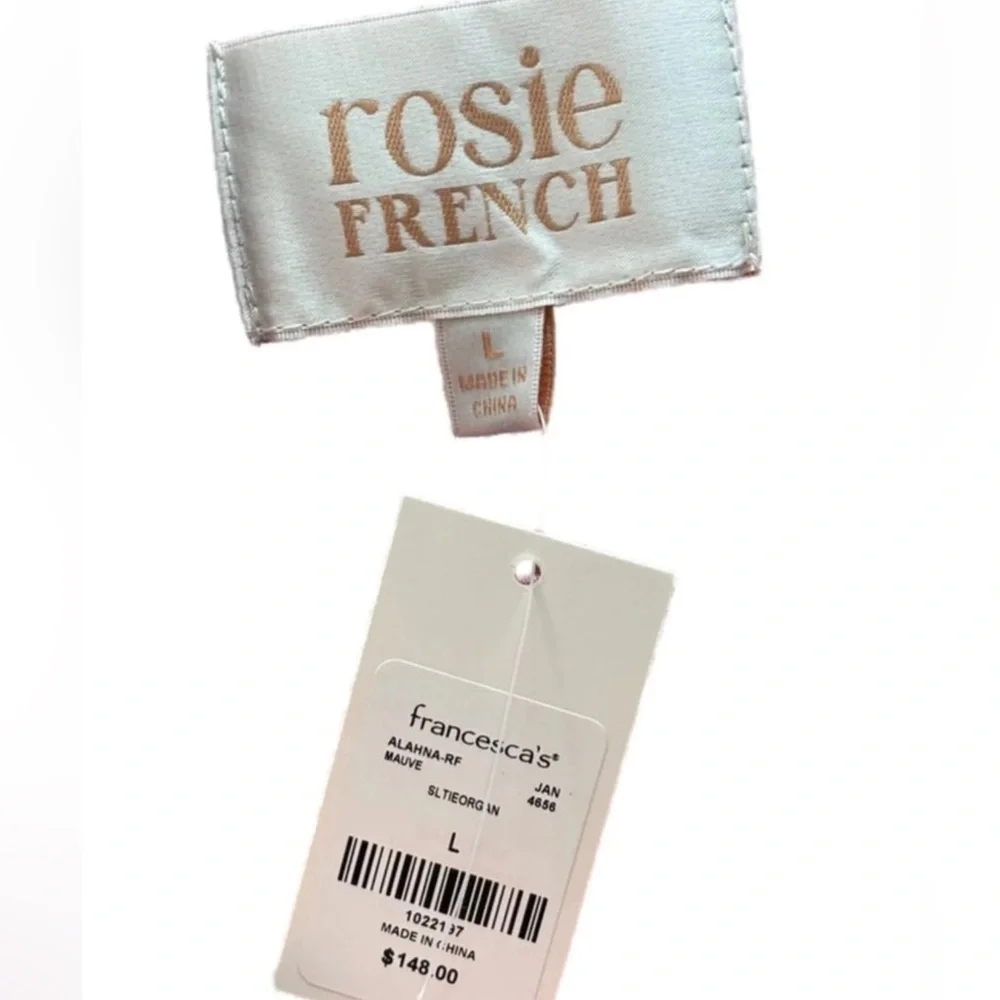 rosie
FRENCH
L
MADE IN
CHINA
francesca's®
ALAHNA-RF
MAUVE
JAN
4656
SLTIEORGAN
L
MADE IN CHINA
$148.00